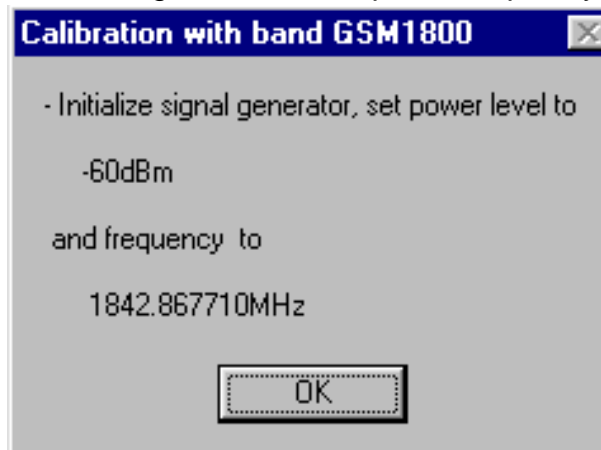 Calibration with band GSM1800
- Initialize signal generator, set power level to
-60dBm
and frequency to
1842.867710MHz
OK